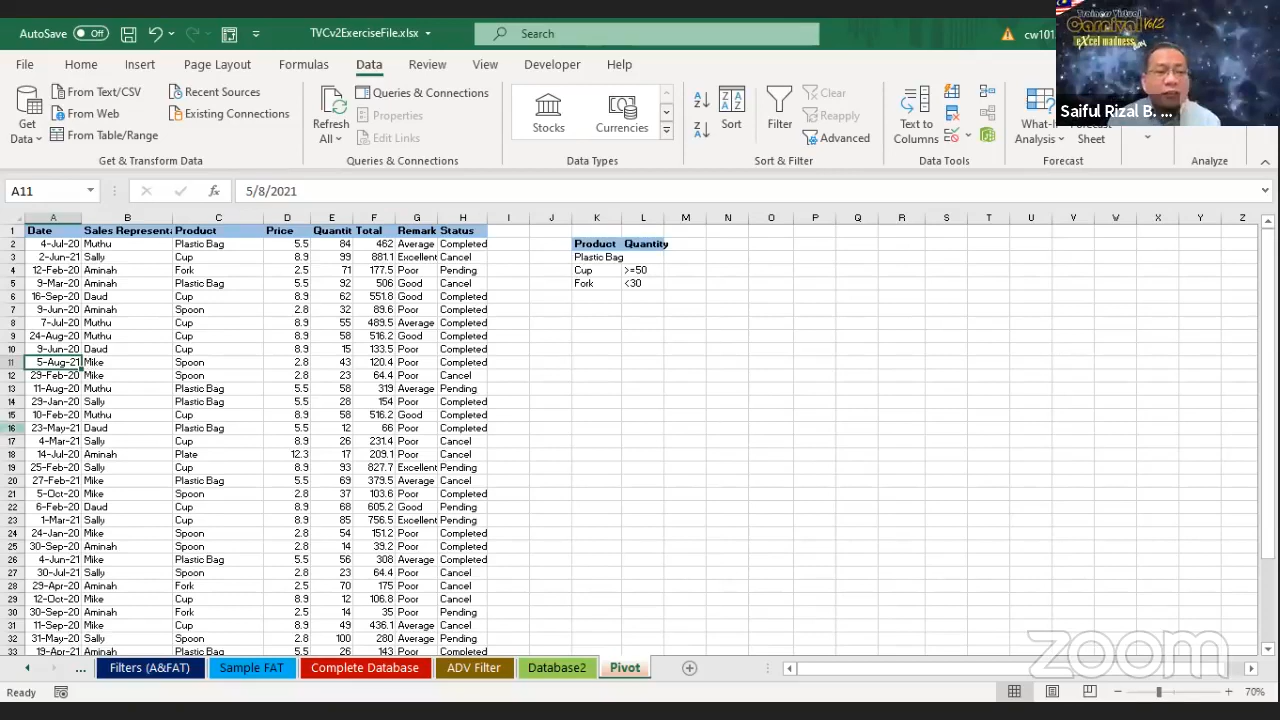 AutoSave Off TVCv2ExerciseFile.xlsx Search cw101
Trainers Virtual
Carnival Vol2
eXcel madness
Saiful Rizal B. ...
File Home Insert Page Layout Formulas Data Review View Developer Help
Get Data
From Text/CSV
From Web
From Table/Range
Recent Sources
Existing Connections
Get & Transform Data
Refresh All
Queries & Connections
Properties
Edit Links
Queries & Connections
Stocks Currencies
Data Types
Sort Filter
Clear
Reapply
Advanced
Sort & Filter
Text to Columns
Data Tools
What-If Analysis
Forecast Sheet
Forecast
Analyze
A11 fx 5/8/2021
A B C D E F G H I J K L M N O P Q R S T U V W X Y Z
1 Date Sales Representa Product Price Quantit Total Remark Status
2 4-Jul-20 Muthu Plastic Bag 5.5 84 462 Average Completed Product Quantity
3 2-Jun-21 Sally Cup 8.9 99 881.1 Excellent Cancel Plastic Bag
4 12-Feb-20 Aminah Fork 2.5 71 177.5 Poor Pending Cup >=50
5 9-Mar-20 Aminah Plastic Bag 5.5 92 506 Good Cancel Fork <30
6 16-Sep-20 Daud Cup 8.9 62 551.8 Good Completed
7 9-Jun-20 Aminah Spoon 2.8 32 89.6 Poor Completed
8 7-Jul-20 Muthu Cup 8.9 55 489.5 Average Completed
9 24-Aug-20 Muthu Cup 8.9 58 516.2 Good Completed
10 9-Jun-20 Daud Cup 8.9 15 133.5 Poor Completed
11 5-Aug-21 Mike Spoon 2.8 43 120.4 Poor Completed
12 29-Feb-20 Mike Spoon 2.8 23 64.4 Poor Cancel
13 11-Aug-20 Muthu Plastic Bag 5.5 58 319 Average Pending
14 29-Jan-20 Sally Plastic Bag 5.5 28 154 Poor Completed
15 10-Feb-20 Muthu Cup 8.9 58 516.2 Good Completed
16 23-May-21 Daud Plastic Bag 5.5 12 66 Poor Completed
17 4-Mar-21 Sally Cup 8.9 26 231.4 Poor Cancel
18 14-Jul-20 Aminah Plate 12.3 17 209.1 Poor Cancel
19 25-Feb-20 Sally Cup 8.9 93 827.7 Excellent Pending
20 27-Feb-21 Mike Plastic Bag 5.5 69 379.5 Average Cancel
21 5-Oct-20 Mike Spoon 2.8 37 103.6 Poor Completed
22 6-Feb-20 Daud Cup 8.9 68 605.2 Good Pending
23 1-Mar-21 Sally Cup 8.9 85 756.5 Excellent Pending
24 24-Jan-20 Mike Spoon 2.8 54 151.2 Poor Completed
25 30-Sep-20 Aminah Spoon 2.8 14 39.2 Poor Completed
26 4-Jun-21 Mike Plastic Bag 5.5 56 308 Average Completed
27 30-Jul-21 Sally Spoon 2.8 23 64.4 Poor Cancel
28 29-Apr-20 Aminah Fork 2.5 70 175 Poor Cancel
29 12-Oct-20 Mike Cup 8.9 12 106.8 Poor Cancel
30 30-Sep-20 Aminah Fork 2.5 14 35 Poor Pending
31 11-Sep-20 Mike Cup 8.9 49 436.1 Average Cancel
32 31-May-20 Sally Spoon 2.8 100 280 Average Pending
33 19-Apr-21 Aminah Plastic Bag 5.5 26 143 Poor Completed
... Filters (A&FAT) Sample FAT Complete Database ADV Filter Database2 Pivot
zoom
Ready 70%